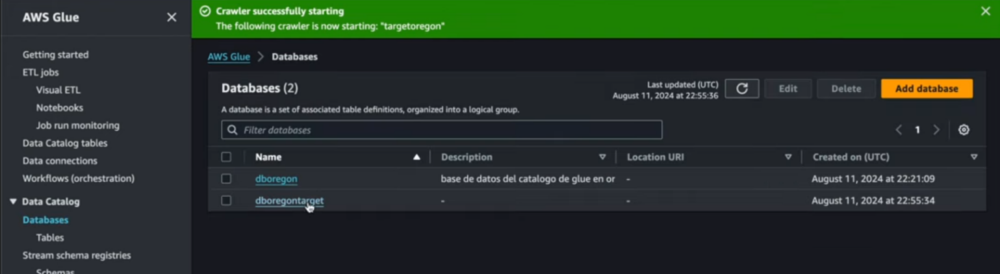 AWS Glue
Getting started
ETL jobs
Visual ETL
Notebooks
Job run monitoring
Data Catalog tables
Data connections
Workflows (orchestration)
Data Catalog
Databases
Tables
Stream schema registries
Schemas
Crawler successfully starting
The following crawler is now starting: "targetoregon"
AWS Glue > Databases
Databases (2)
Last updated (UTC)
August 11, 2024 at 22:55:36
Edit
Delete
Add database
A database is a set of associated table definitions, organized into a logical group.
Filter databases
1
Name Description Location URI Created on (UTC)
dboregon base de datos del catalogo de glue en or - August 11, 2024 at 22:21:09
dboregontarget - - August 11, 2024 at 22:55:34